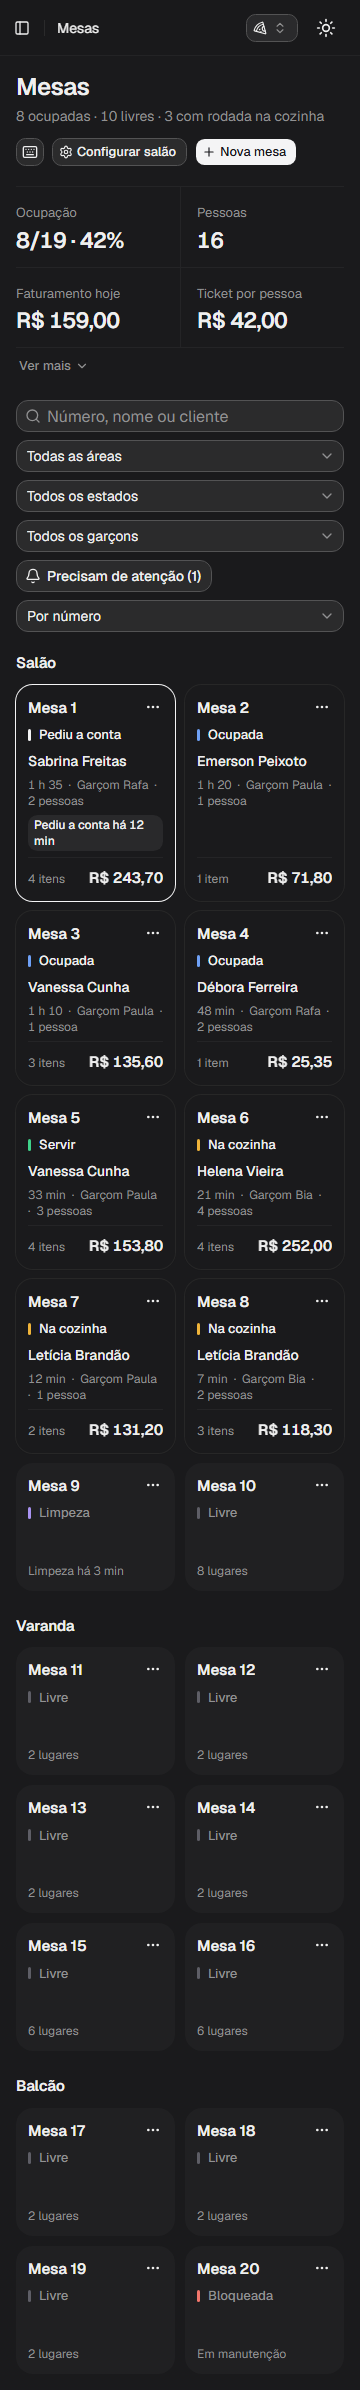 Mesas
Mesas
8 ocupadas · 10 livres · 3 com rodada na cozinha
Configurar salão
Nova mesa
Ocupação
8/19 · 42%
Pessoas
16
Faturamento hoje
R$ 159,00
Ticket por pessoa
R$ 42,00
Ver mais
Número, nome ou cliente
Todas as áreas
Todos os estados
Todos os garçons
Precisam de atenção (1)
Por número
Salão
Mesa 1
Pediu a conta
Sabrina Freitas
1 h 35 · Garçom Rafa ·
2 pessoas
Pediu a conta há 12
min
4 itens R$ 243,70
Mesa 2
Ocupada
Emerson Peixoto
1 h 20 · Garçom Paula ·
1 pessoa
1 item R$ 71,80
Mesa 3
Ocupada
Vanessa Cunha
1 h 10 · Garçom Paula ·
1 pessoa
3 itens R$ 135,60
Mesa 4
Ocupada
Débora Ferreira
48 min · Garçom Rafa ·
2 pessoas
1 item R$ 25,35
Mesa 5
Servir
Vanessa Cunha
33 min · Garçom Paula
· 3 pessoas
4 itens R$ 153,80
Mesa 6
Na cozinha
Helena Vieira
21 min · Garçom Bia ·
4 pessoas
4 itens R$ 252,00
Mesa 7
Na cozinha
Letícia Brandão
12 min · Garçom Paula
· 1 pessoa
2 itens R$ 131,20
Mesa 8
Na cozinha
Letícia Brandão
7 min · Garçom Bia ·
2 pessoas
3 itens R$ 118,30
Mesa 9
Limpeza
Limpeza há 3 min
Mesa 10
Livre
8 lugares
Varanda
Mesa 11
Livre
2 lugares
Mesa 12
Livre
2 lugares
Mesa 13
Livre
2 lugares
Mesa 14
Livre
2 lugares
Mesa 15
Livre
6 lugares
Mesa 16
Livre
6 lugares
Balcão
Mesa 17
Livre
2 lugares
Mesa 18
Livre
2 lugares
Mesa 19
Livre
2 lugares
Mesa 20
Bloqueada
Em manutenção